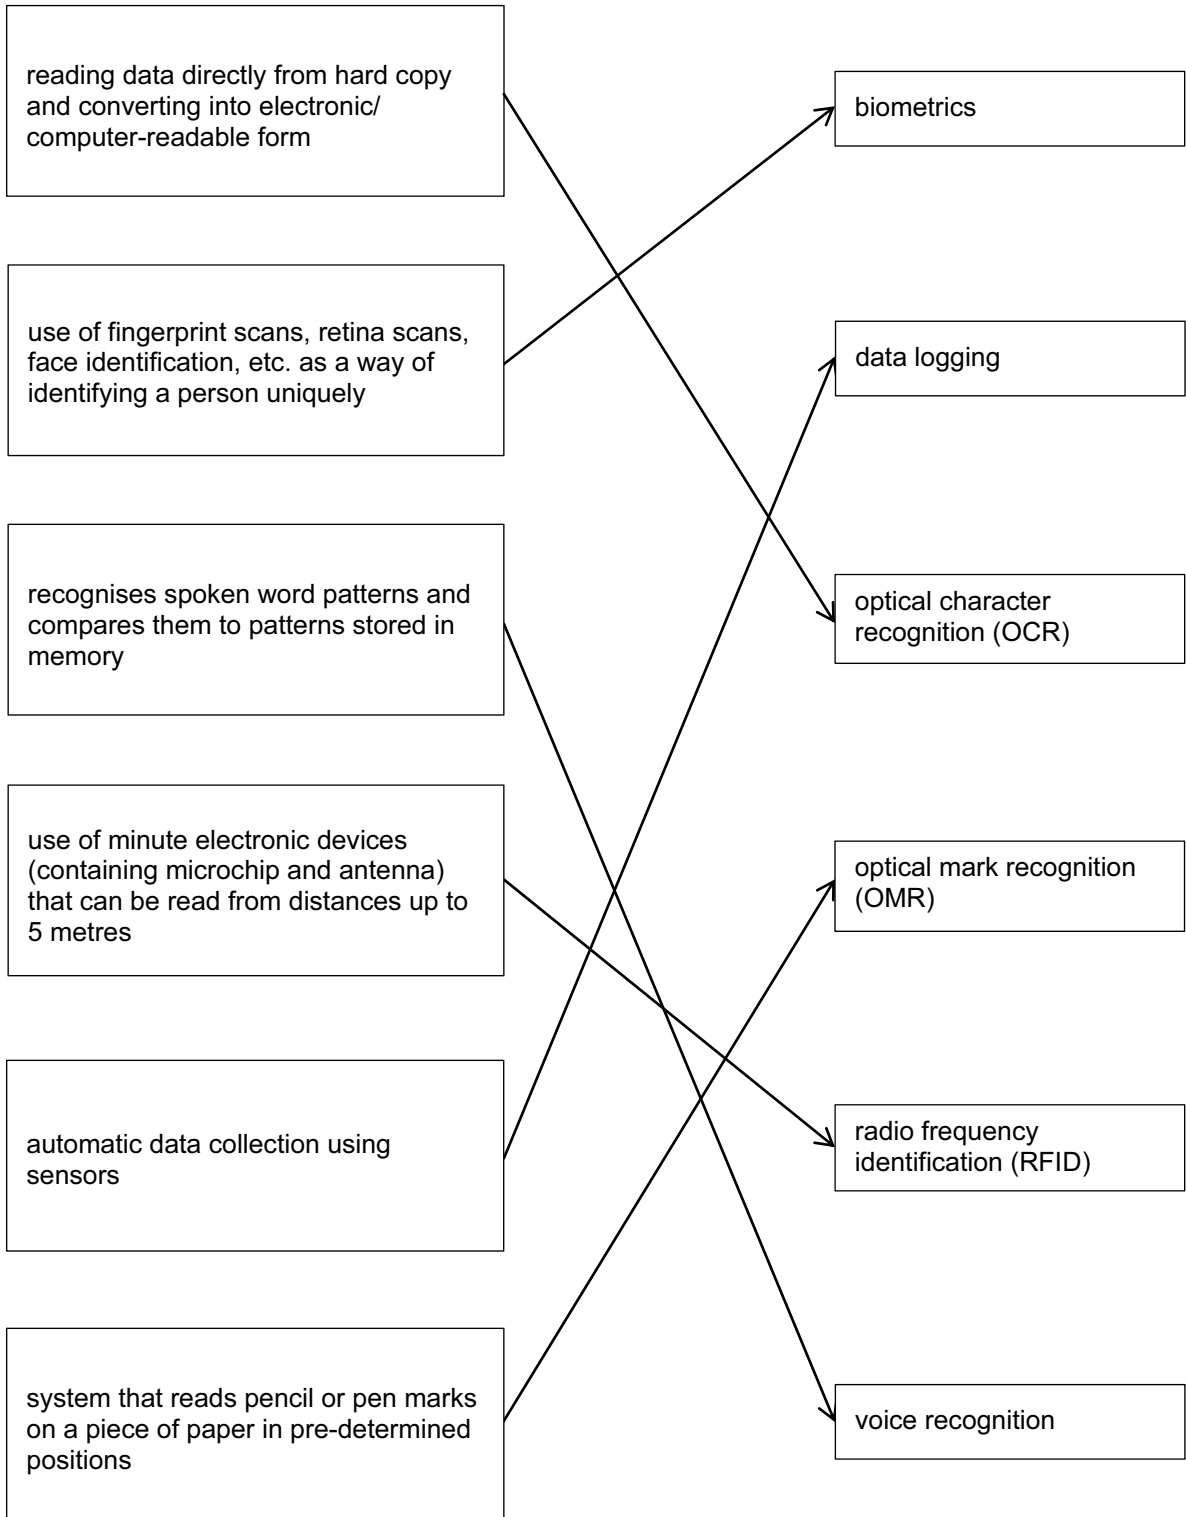 reading data directly from hard copy
and converting into electronic/
computer-readable form
use of fingerprint scans, retina scans,
face identification, etc. as a way of
identifying a person uniquely
recognises spoken word patterns and
compares them to patterns stored in
memory
use of minute electronic devices
(containing microchip and antenna)
that can be read from distances up to
5 metres
automatic data collection using
sensors
system that reads pencil or pen marks
on a piece of paper in pre-determined
positions
biometrics
data logging
optical character
recognition (OCR)
optical mark recognition
(OMR)
radio frequency
identification (RFID)
voice recognition